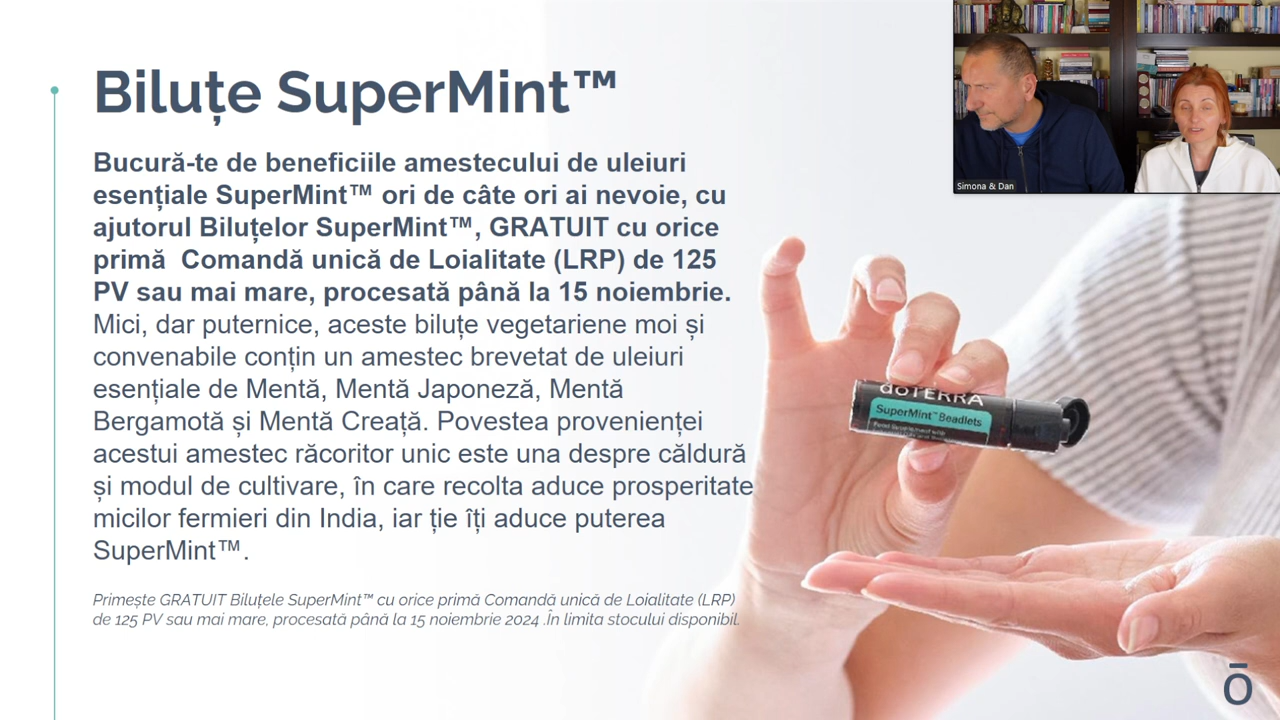 Biluțe SuperMint™
Bucură-te de beneficiile amestecului de uleiuri
esențiale SuperMint™ ori de câte ori ai nevoie, cu
ajutorul Biluțelor SuperMint™, GRATUIT cu orice
primă  Comandă unică de Loialitate (LRP) de 125
PV sau mai mare, procesată până la 15 noiembrie.
Mici, dar puternice, aceste biluțe vegetariene moi și
convenabile conțin un amestec brevetat de uleiuri
esențiale de Mentă, Mentă Japoneză, Mentă
Bergamotă și Mentă Creață. Povestea provenienței
acestui amestec răcoritor unic este una despre căldură
și modul de cultivare, în care recolta aduce prosperitate
micilor fermieri din India, iar ție îți aduce puterea
SuperMint™.
Primește GRATUIT Biluțele SuperMint™ cu orice primă Comandă unică de Loialitate (LRP)
de 125 PV sau mai mare, procesată până la 15 noiembrie 2024 .În limita stocului disponibil.
Simona & Dan
doTERRA
SuperMint™ Beadlets
ō